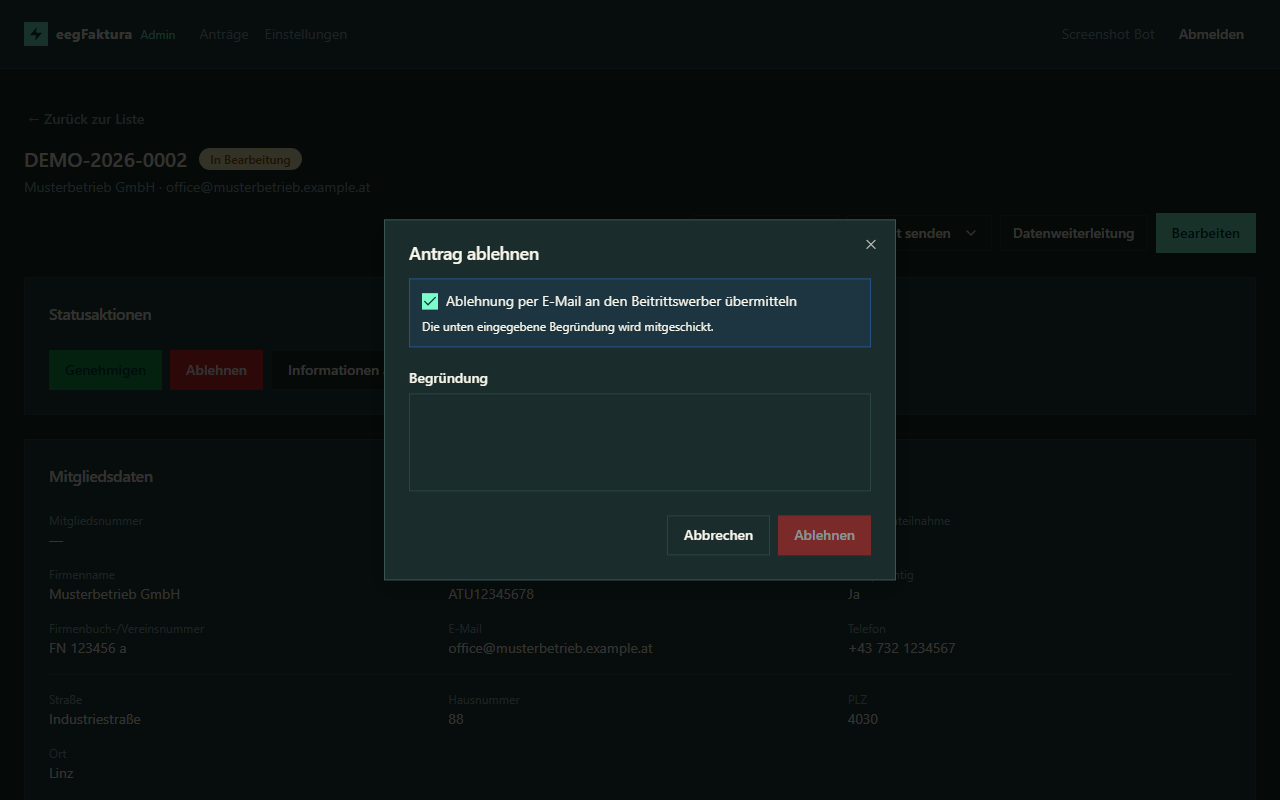 eegFaktura Admin Anträge Einstellungen Screenshot Bot Abmelden
← Zurück zur Liste
DEMO-2026-0002 In Bearbeitung
Musterbetrieb GmbH · office@musterbetrieb.example.at
senden Datenweiterleitung Bearbeiten
Antrag ablehnen
Ablehnung per E-Mail an den Beitrittswerber übermitteln
Die unten eingegebene Begründung wird mitgeschickt.
Begründung
Abbrechen Ablehnen
Statusaktionen
Genehmigen Ablehnen Informationen
Mitgliedsdaten
Mitgliedsnummer
—
Firmenname
Musterbetrieb GmbH ATU12345678 Ja
Firmenbuch-/Vereinsnummer E-Mail Telefon
FN 123456 a office@musterbetrieb.example.at +43 732 1234567
Straße Hausnummer PLZ
Industriestraße 88 4030
Ort
Linz